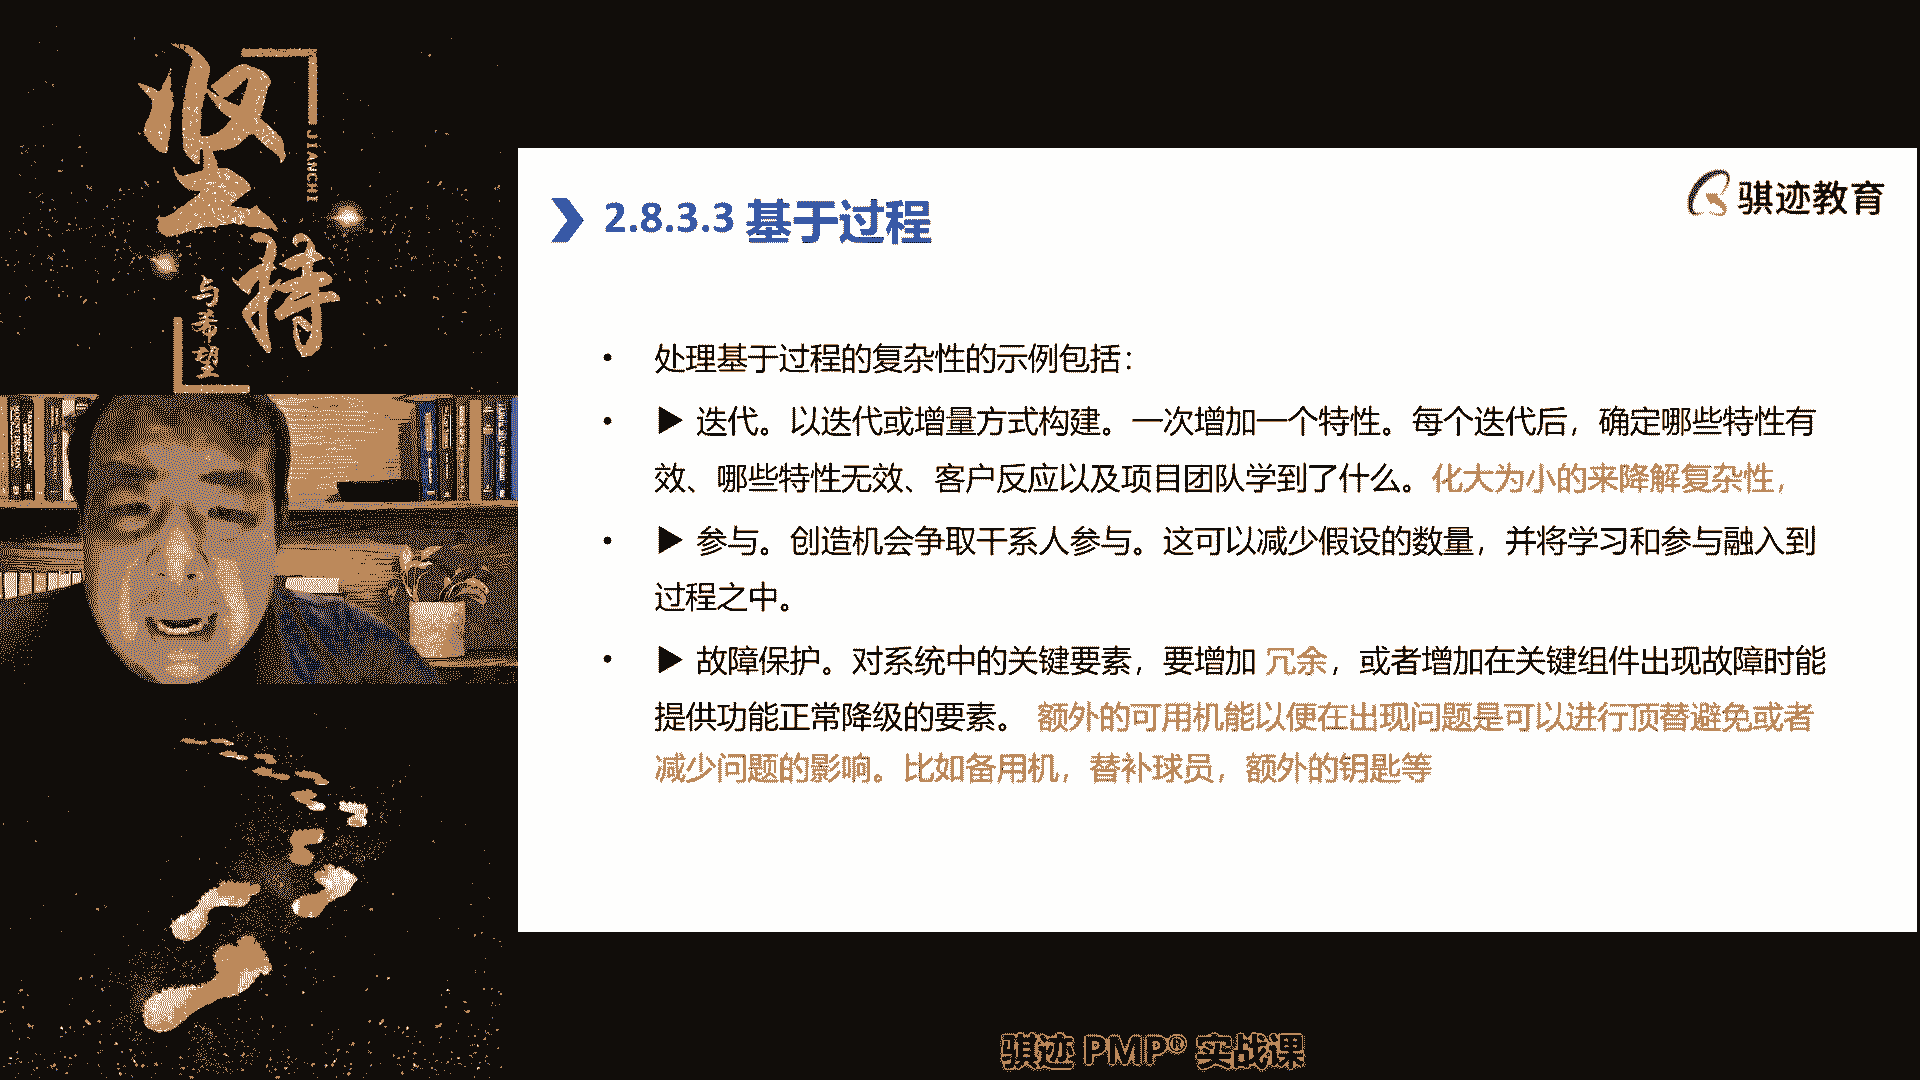 坚持
JIANCHI
与希望
骐迹教育
2.8.3.3 基于过程
• 处理基于过程的复杂性的示例包括：
• ▶ 迭代。以迭代或增量方式构建。一次增加一个特性。每个迭代后，确定哪些特性有
效、哪些特性无效、客户反应以及项目团队学到了什么。化大为小的来降解复杂性，
• ▶ 参与。创造机会争取干系人参与。这可以减少假设的数量，并将学习和参与融入到
过程之中。
• ▶ 故障保护。对系统中的关键要素，要增加 冗余，或者增加在关键组件出现故障时能
提供功能正常降级的要素。 额外的可用机能以便在出现问题是可以进行顶替避免或者
减少问题的影响。比如备用机，替补球员，额外的钥匙等
骐迹 PMP® 实战课